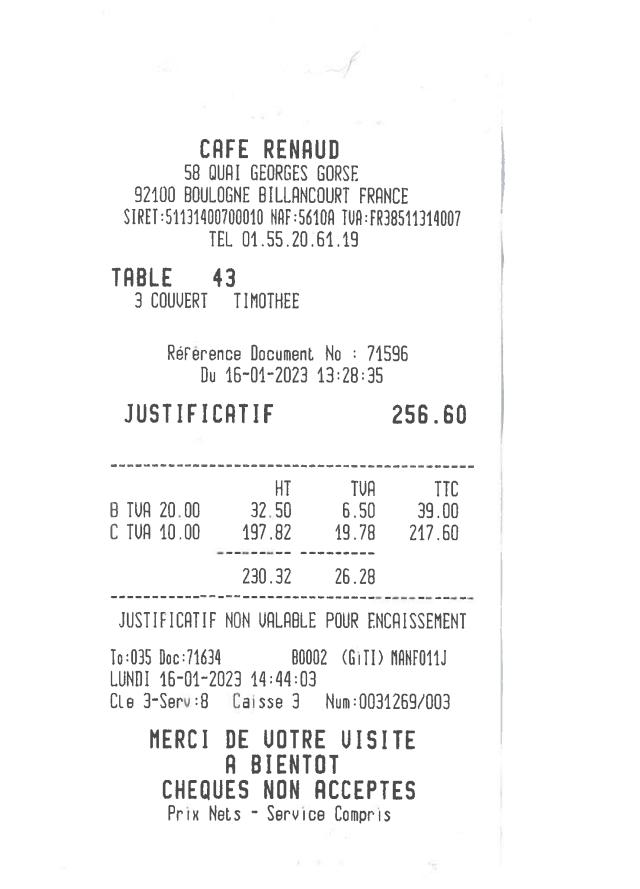 CAFE RENAUD
58 QUAI GEORGES GORSE
92100 BOULOGNE BILLANCOURT FRANCE
SIRET:51131400700010 NAF:5610A TVA:FR38511314007
TEL 01.55.20.61.19
TABLE 43
3 COUVERT TIMOTHEE
Référence Document No : 71596
Du 16-01-2023 13:28:35
JUSTIFICATIF 256.60
HT TVA TTC
B TVA 20.00 32.50 6.50 39.00
C TVA 10.00 197.82 19.78 217.60
230.32 26.28
JUSTIFICATIF NON VALABLE POUR ENCAISSEMENT
To:035 Doc:71634 B0002 (GiTI) MANF011J
LUNDI 16-01-2023 14:44:03
Cle 3-Serv:8 Caisse 3 Num:0031269/003
MERCI DE VOTRE VISITE
A BIENTOT
CHEQUES NON ACCEPTES
Prix Nets - Service Compris